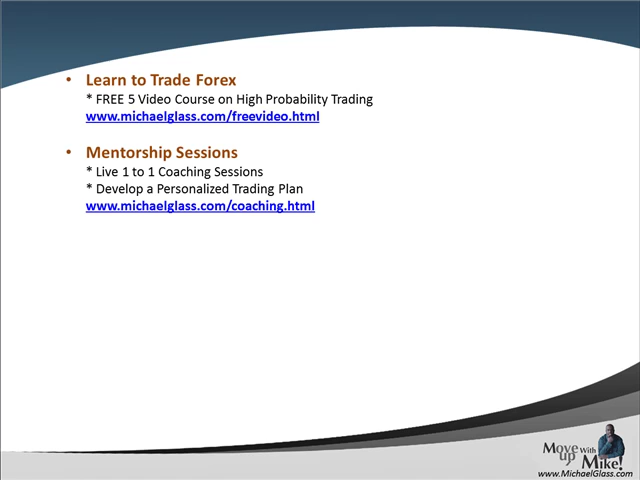 • Learn to Trade Forex
* FREE 5 Video Course on High Probability Trading
www.michaelglass.com/freevideo.html
• Mentorship Sessions
* Live 1 to 1 Coaching Sessions
* Develop a Personalized Trading Plan
www.michaelglass.com/coaching.html
Move up With Mike!
www.MichaelGlass.com